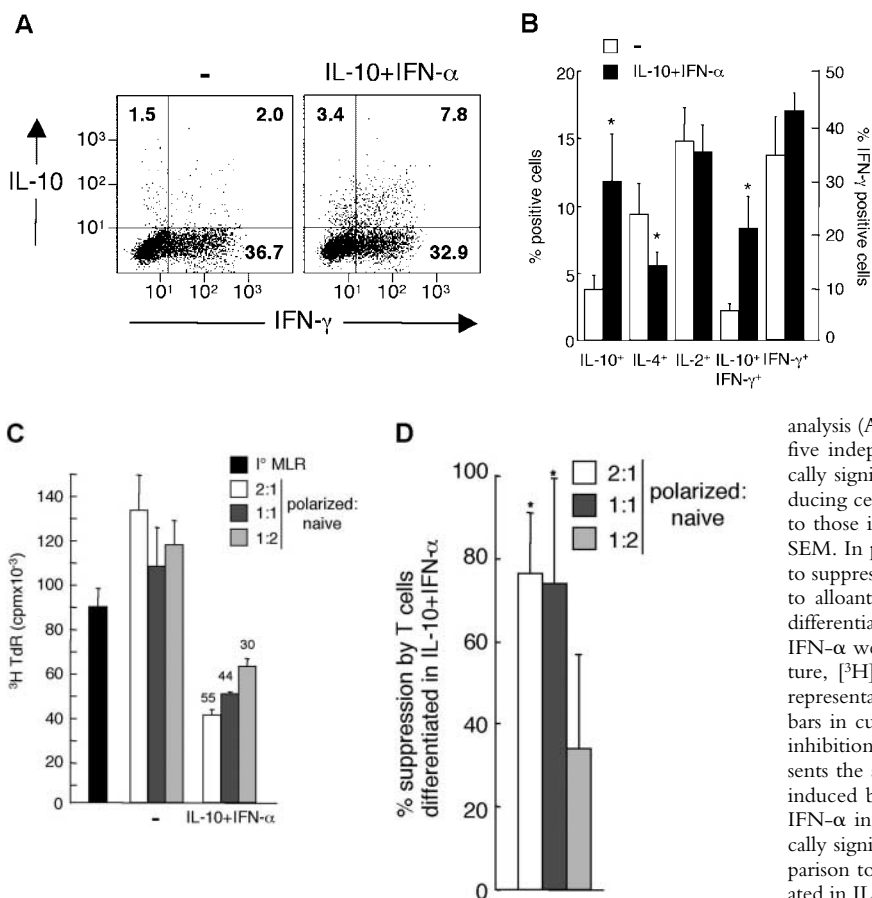 A
-
IL-10+IFN-α
1.5 2.0
3.4 7.8
10³
10²
10¹
IL-10
36.7
32.9
10¹ 10² 10³
10¹ 10² 10³
IFN-γ
B
-
IL-10+IFN-α
20
15
10
5
0
% positive cells
50
40
30
20
10
0
% IFN-γ positive cells
* * *
IL-10⁺ IL-4⁺ IL-2⁺ IL-10⁺ IFN-γ⁺
IFN-γ⁺
C
I° MLR
2:1
1:1
1:2
polarized:
naive
140
120
100
80
60
40
20
0
³H TdR (cpmx10⁻³)
55 44 30
- IL-10+IFN-α
D
2:1
1:1
1:2
polarized:
naive
100
80
60
40
20
0
% suppression by T cells
differentiated in IL-10+IFN-α
* *
analysis (A
five indep
cally signi
ducing ce
to those i
SEM. In p
to suppres
to alloant
differentia
IFN-α we
ture, [³H]
representa
bars in cu
inhibition
sents the
induced b
IFN-α in
cally signi
parison to
ated in IL